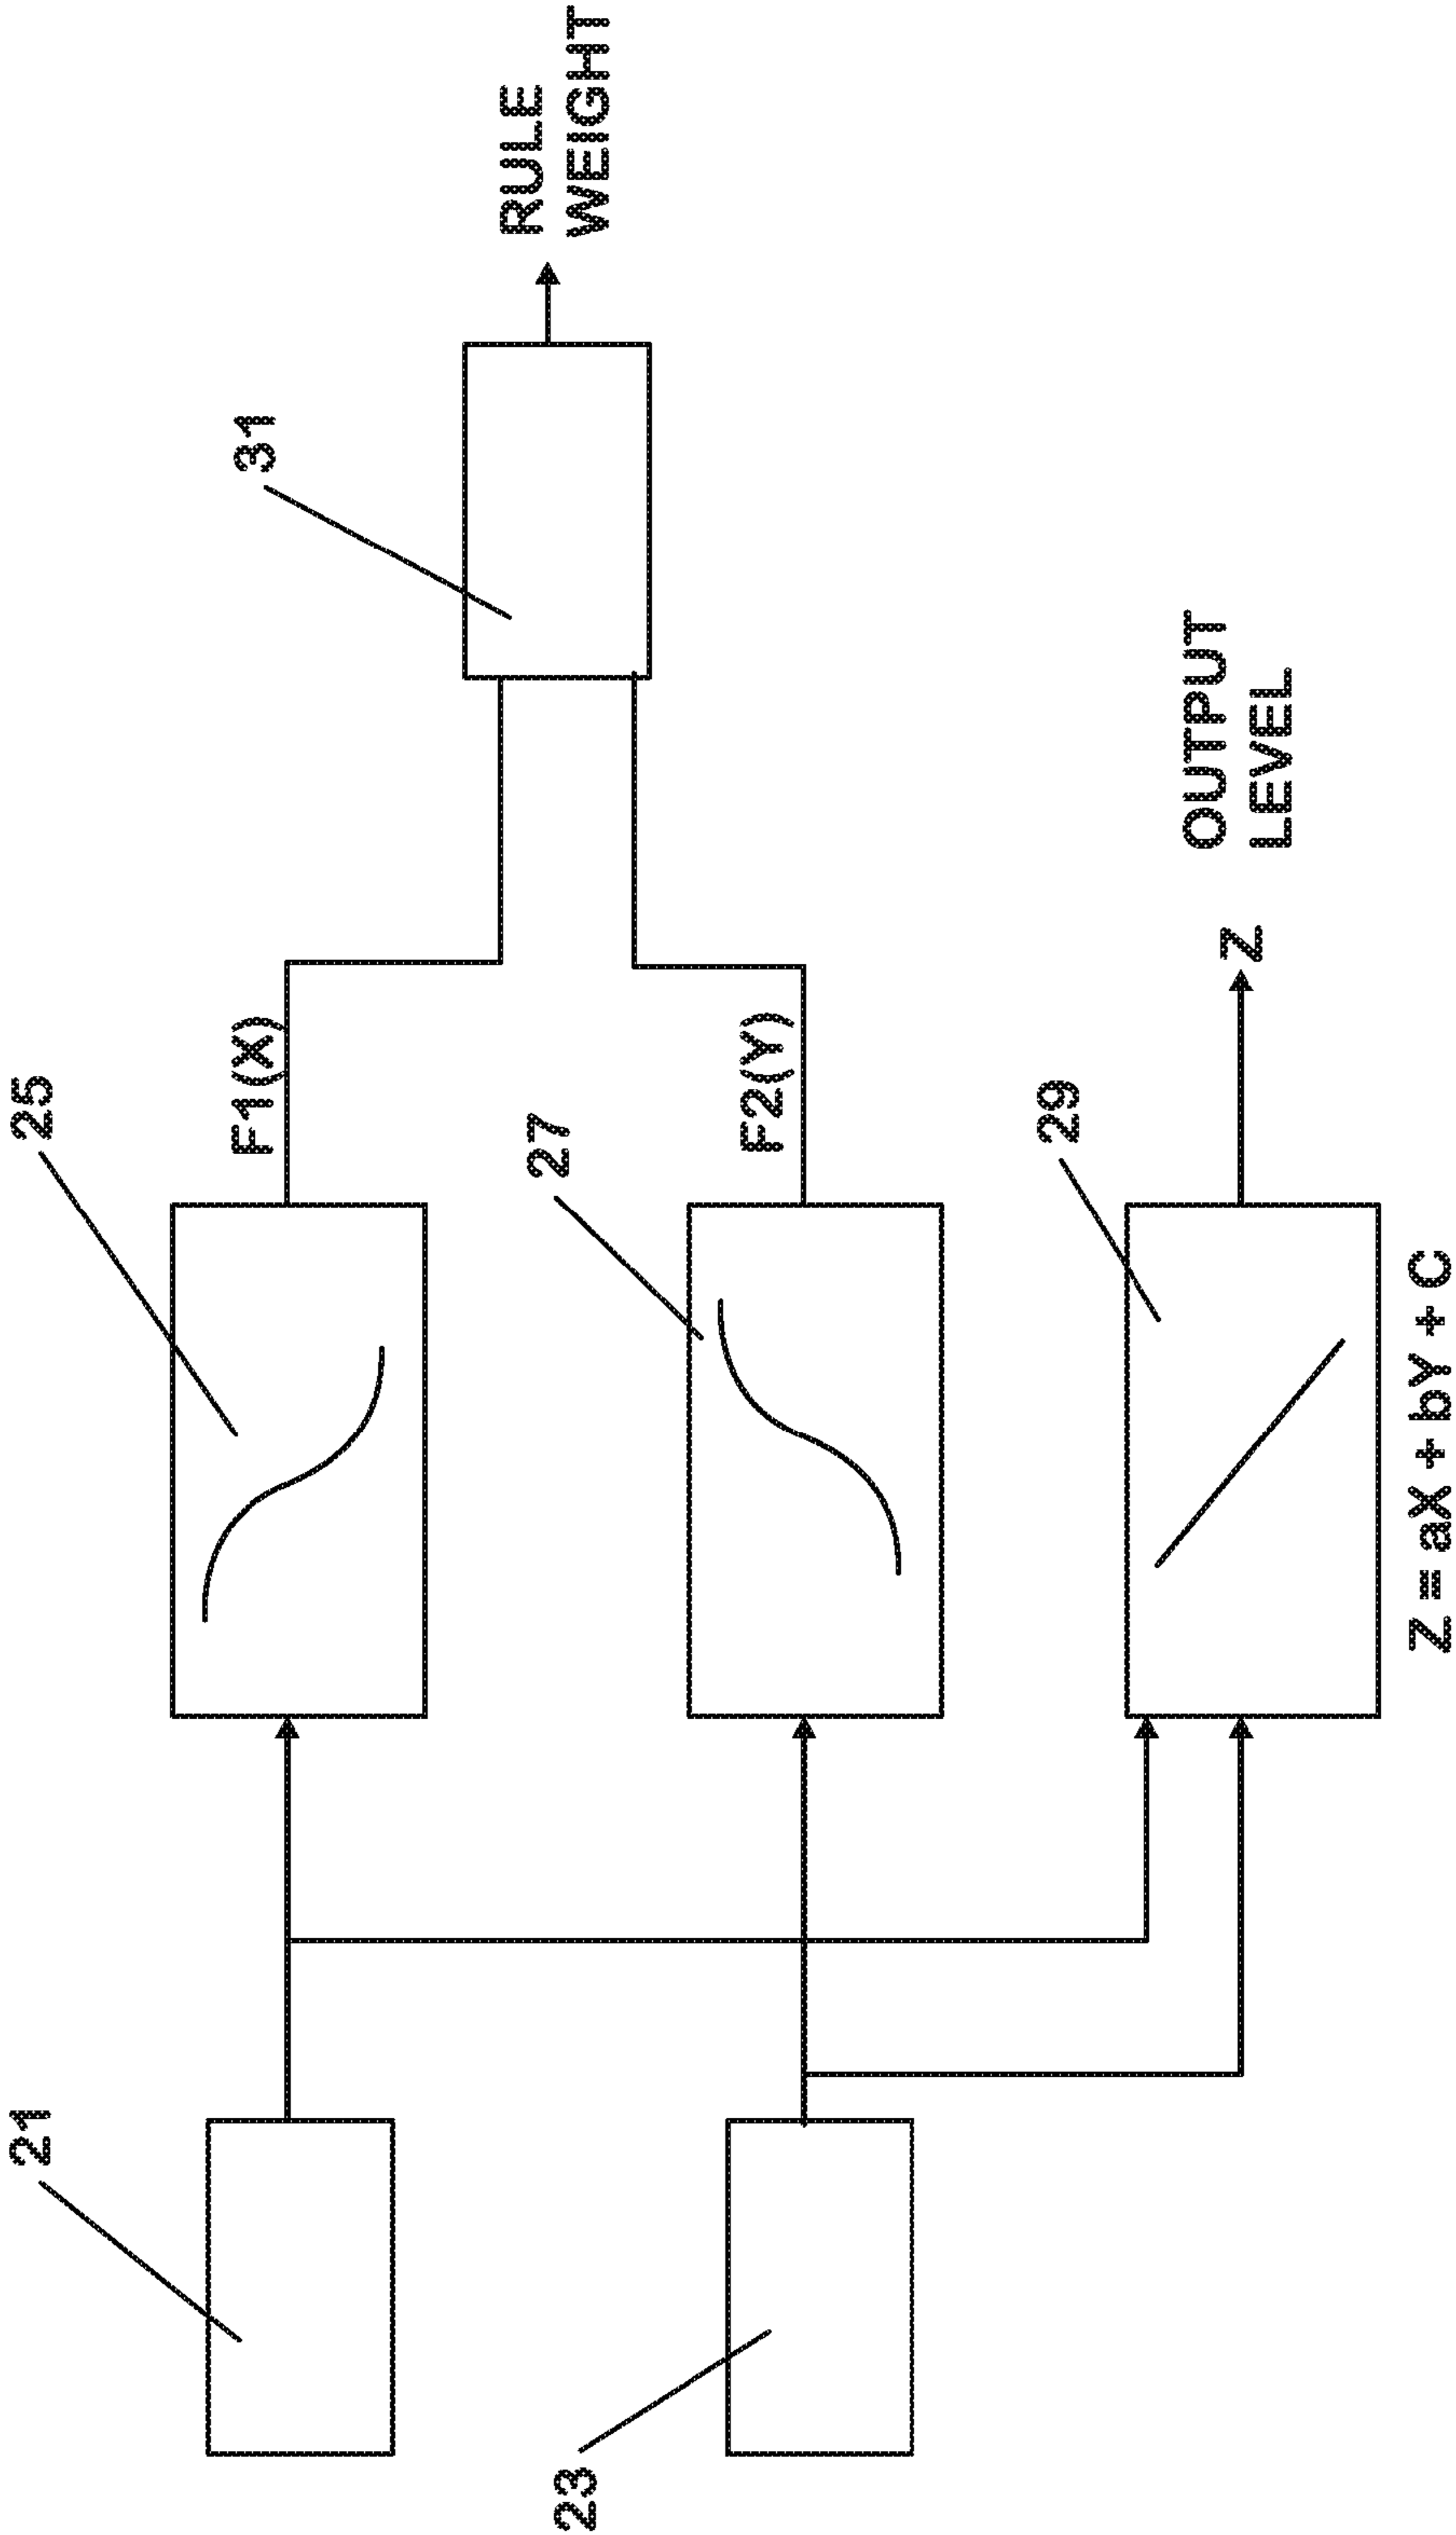 21
25
F1(X)
31
RULE
WEIGHT
23
27
F2(Y)
29
Z
OUTPUT
LEVEL
Z = aX + bY + C